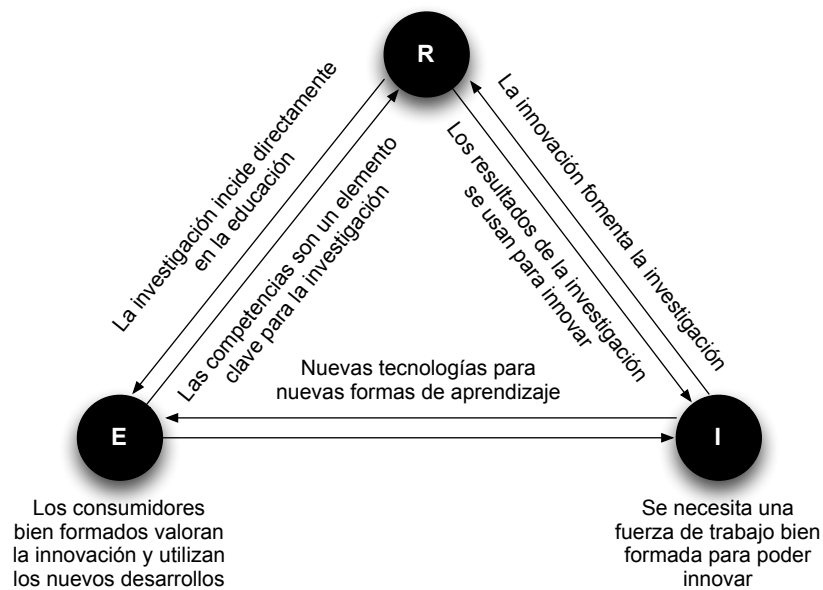 R
La investigación incide directamente
en la educación
Las competencias son un elemento
clave para la investigación
Los resultados de la investigación
se usan para innovar
La innovación fomenta la investigación
Nuevas tecnologías para
nuevas formas de aprendizaje
E
I
Los consumidores
bien formados valoran
la innovación y utilizan
los nuevos desarrollos
Se necesita una
fuerza de trabajo bien
formada para poder
innovar